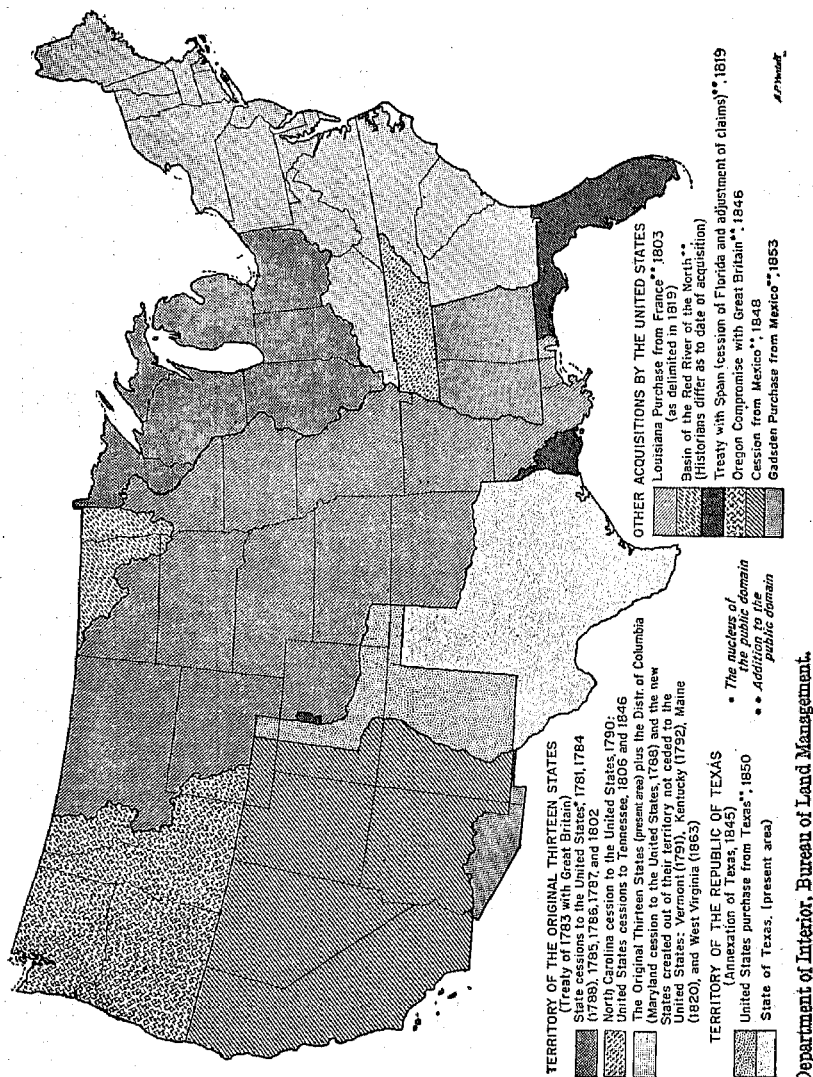 TERRITORY OF THE ORIGINAL THIRTEEN STATES
(Treaty of 1783 with Great Britain)
State cessions to the United States*, 1781, 1784
(1788), 1785, 1786, 1787, and 1802
North Carolina cession to the United States, 1790;
United States cessions to Tennessee, 1806 and 1846
The Original Thirteen States (present area) plus the Distr. of Columbia
(Maryland cession to the United States, 1788) and the new
States created out of their territory not ceded to the
United States: Vermont (1791), Kentucky (1792), Maine
(1820), and West Virginia (1863)
TERRITORY OF THE REPUBLIC OF TEXAS
(Annexation of Texas, 1845)
United States purchase from Texas**, 1850
State of Texas, (present area)
* The nucleus of
the public domain
** Addition to the
public domain
OTHER ACQUISITIONS BY THE UNITED STATES
Louisiana Purchase from France**, 1803
(as delimited in 1819)
Basin of the Red River of the North**
(Historians differ as to date of acquisition)
Treaty with Spain (cession of Florida and adjustment of claims)**, 1819
Oregon Compromise with Great Britain**, 1846
Cession from Mexico**, 1848
Gadsden Purchase from Mexico**, 1853
Department of Interior, Bureau of Land Management.